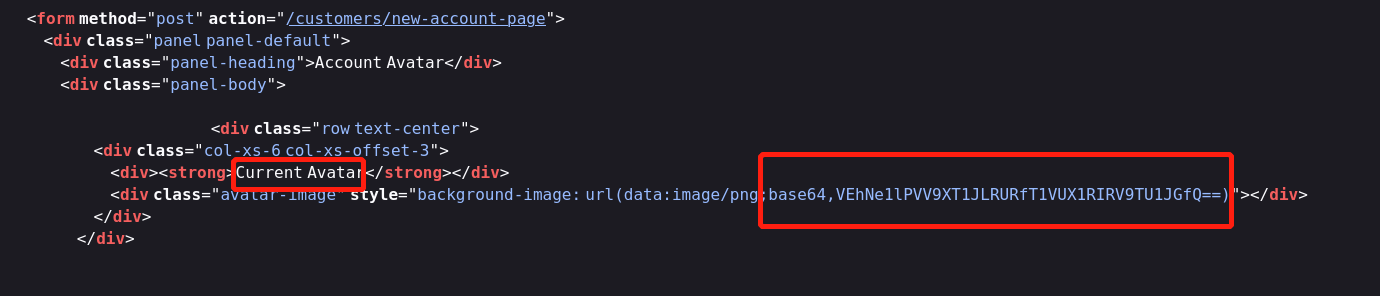 <form method="post" action="/customers/new-account-page">
<div class="panel panel-default">
<div class="panel-heading">Account Avatar</div>
<div class="panel-body">
<div class="row text-center">
<div class="col-xs-6 col-xs-offset-3">
<div><strong>Current Avatar</strong></div>
<div class="avatar-image" style="background-image: url(data:image/png;base64,VEhNe1lPVV9XT1JLRURfT1VUX1RIRV9TU1JGfQ==)"></div>
</div>
</div>